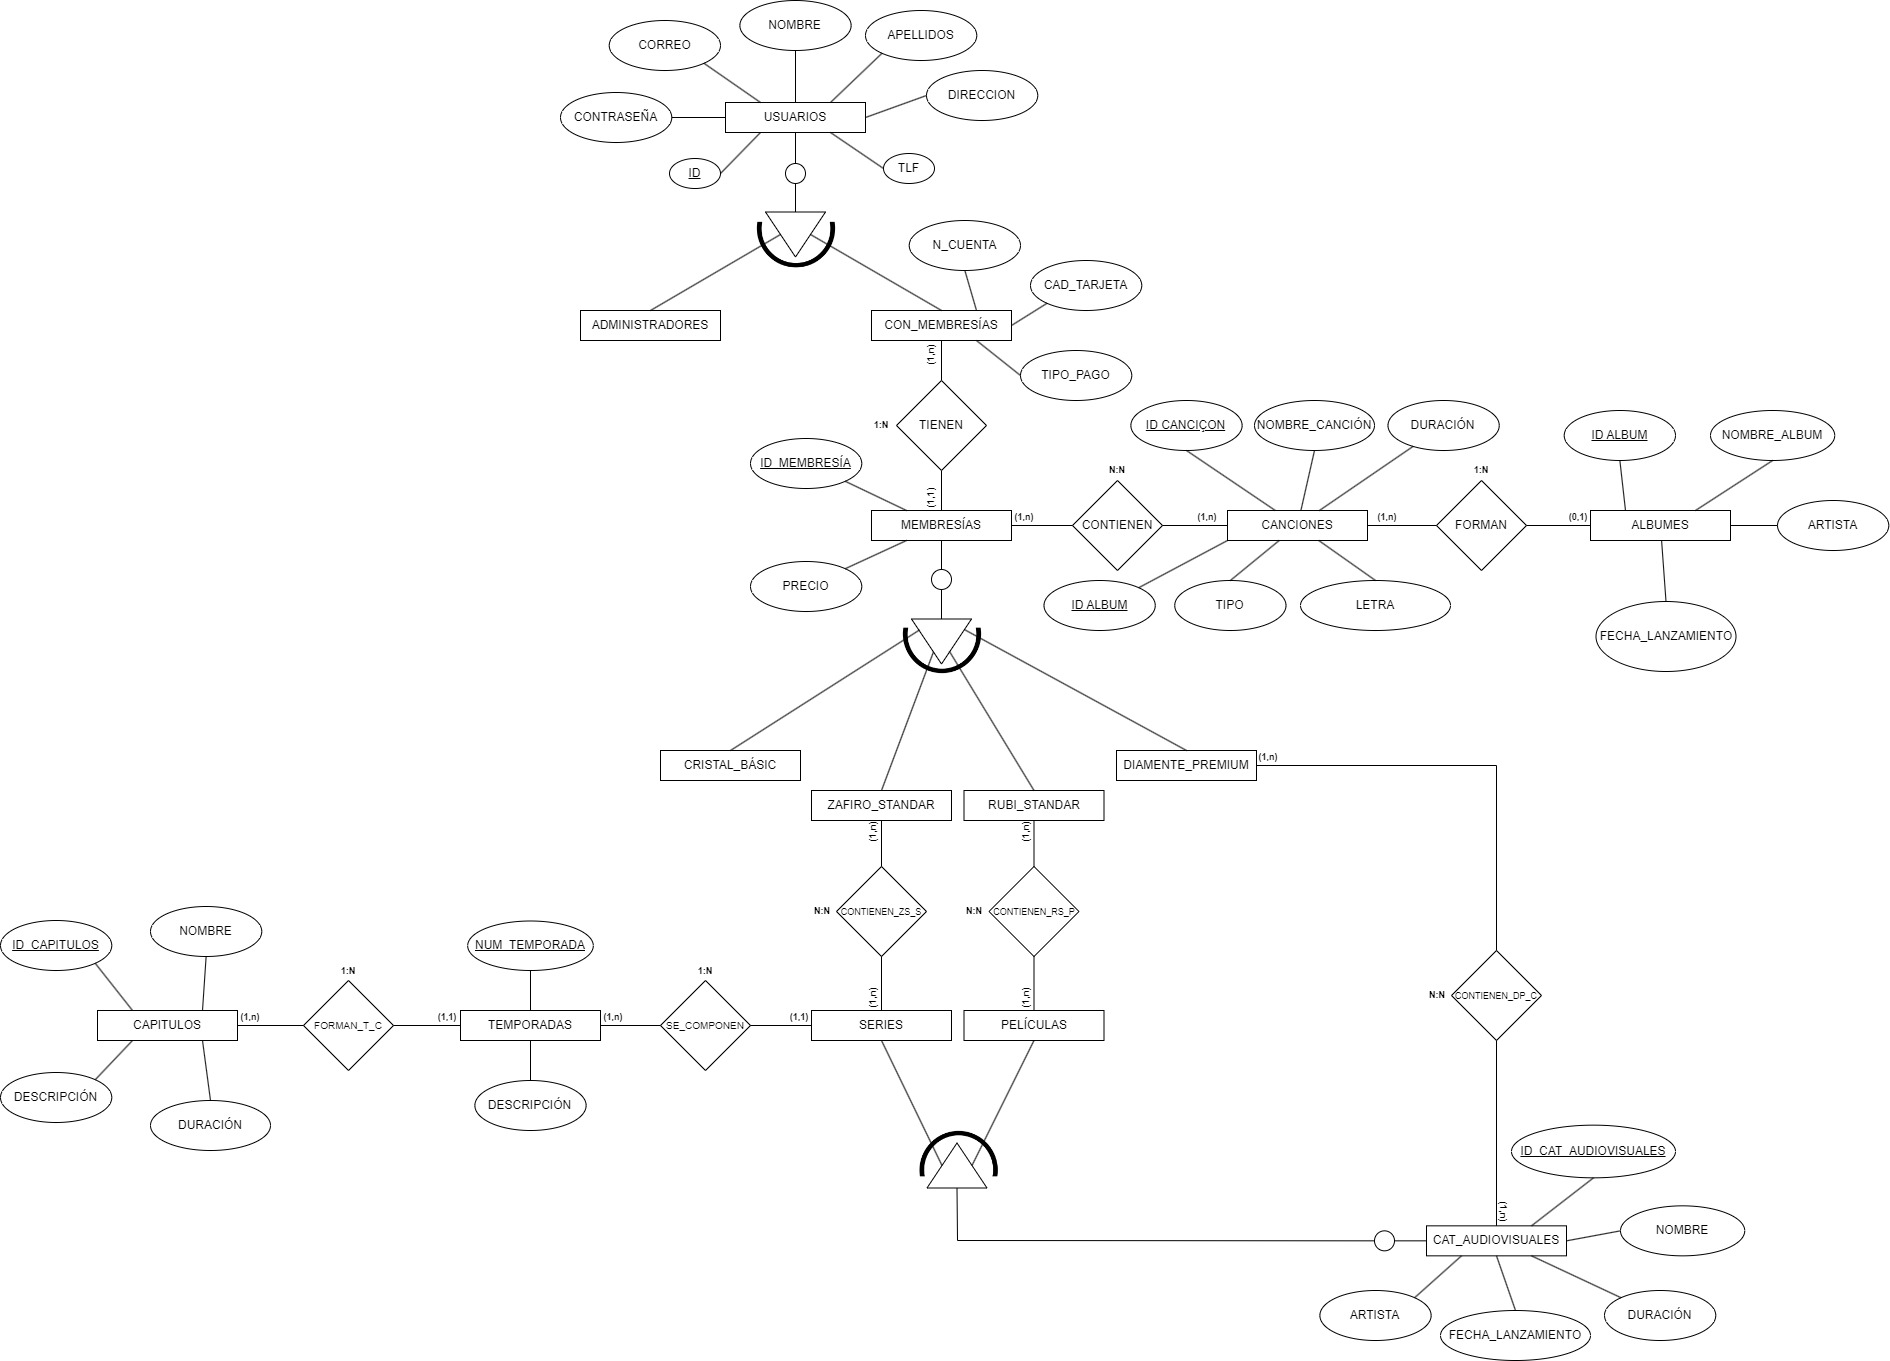 NOMBRE
CORREO
APELLIDOS
DIRECCION
CONTRASEÑA
USUARIOS
ID
TLF
N_CUENTA
CAD_TARJETA
ADMINISTRADORES
CON_MEMBRESÍAS
(1,n)
TIPO_PAGO
1:N
TIENEN
ID_MEMBRESÍA
(1,1)
ID CANCIÇON
NOMBRE_CANCIÓN
DURACIÓN
ID ALBUM
NOMBRE_ALBUM
N:N
1:N
MEMBRESÍAS
(1,n)
CONTIENEN
(1,n)
CANCIONES
(1,n)
FORMAN
(0,1)
ALBUMES
ARTISTA
PRECIO
ID ALBUM
TIPO
LETRA
FECHA_LANZAMIENTO
CRISTAL_BÁSIC
DIAMENTE_PREMIUM
(1,n)
ZAFIRO_STANDAR
RUBI_STANDAR
(1,n)
(1,n)
N:N
CONTIENEN_ZS_S
N:N
CONTIENEN_RS_P
ID_CAPITULOS
NOMBRE
NUM_TEMPORADA
1:N
1:N
(1,n)
(1,n)
N:N
CONTIENEN_DP_C
CAPITULOS
(1,n)
FORMAN_T_C
(1,1)
TEMPORADAS
(1,n)
SE_COMPONEN
(1,1)
SERIES
PELÍCULAS
DESCRIPCIÓN
DURACIÓN
DESCRIPCIÓN
ID_CAT_AUDIOVISUALES
(1,n)
CAT_AUDIOVISUALES
NOMBRE
ARTISTA
FECHA_LANZAMIENTO
DURACIÓN